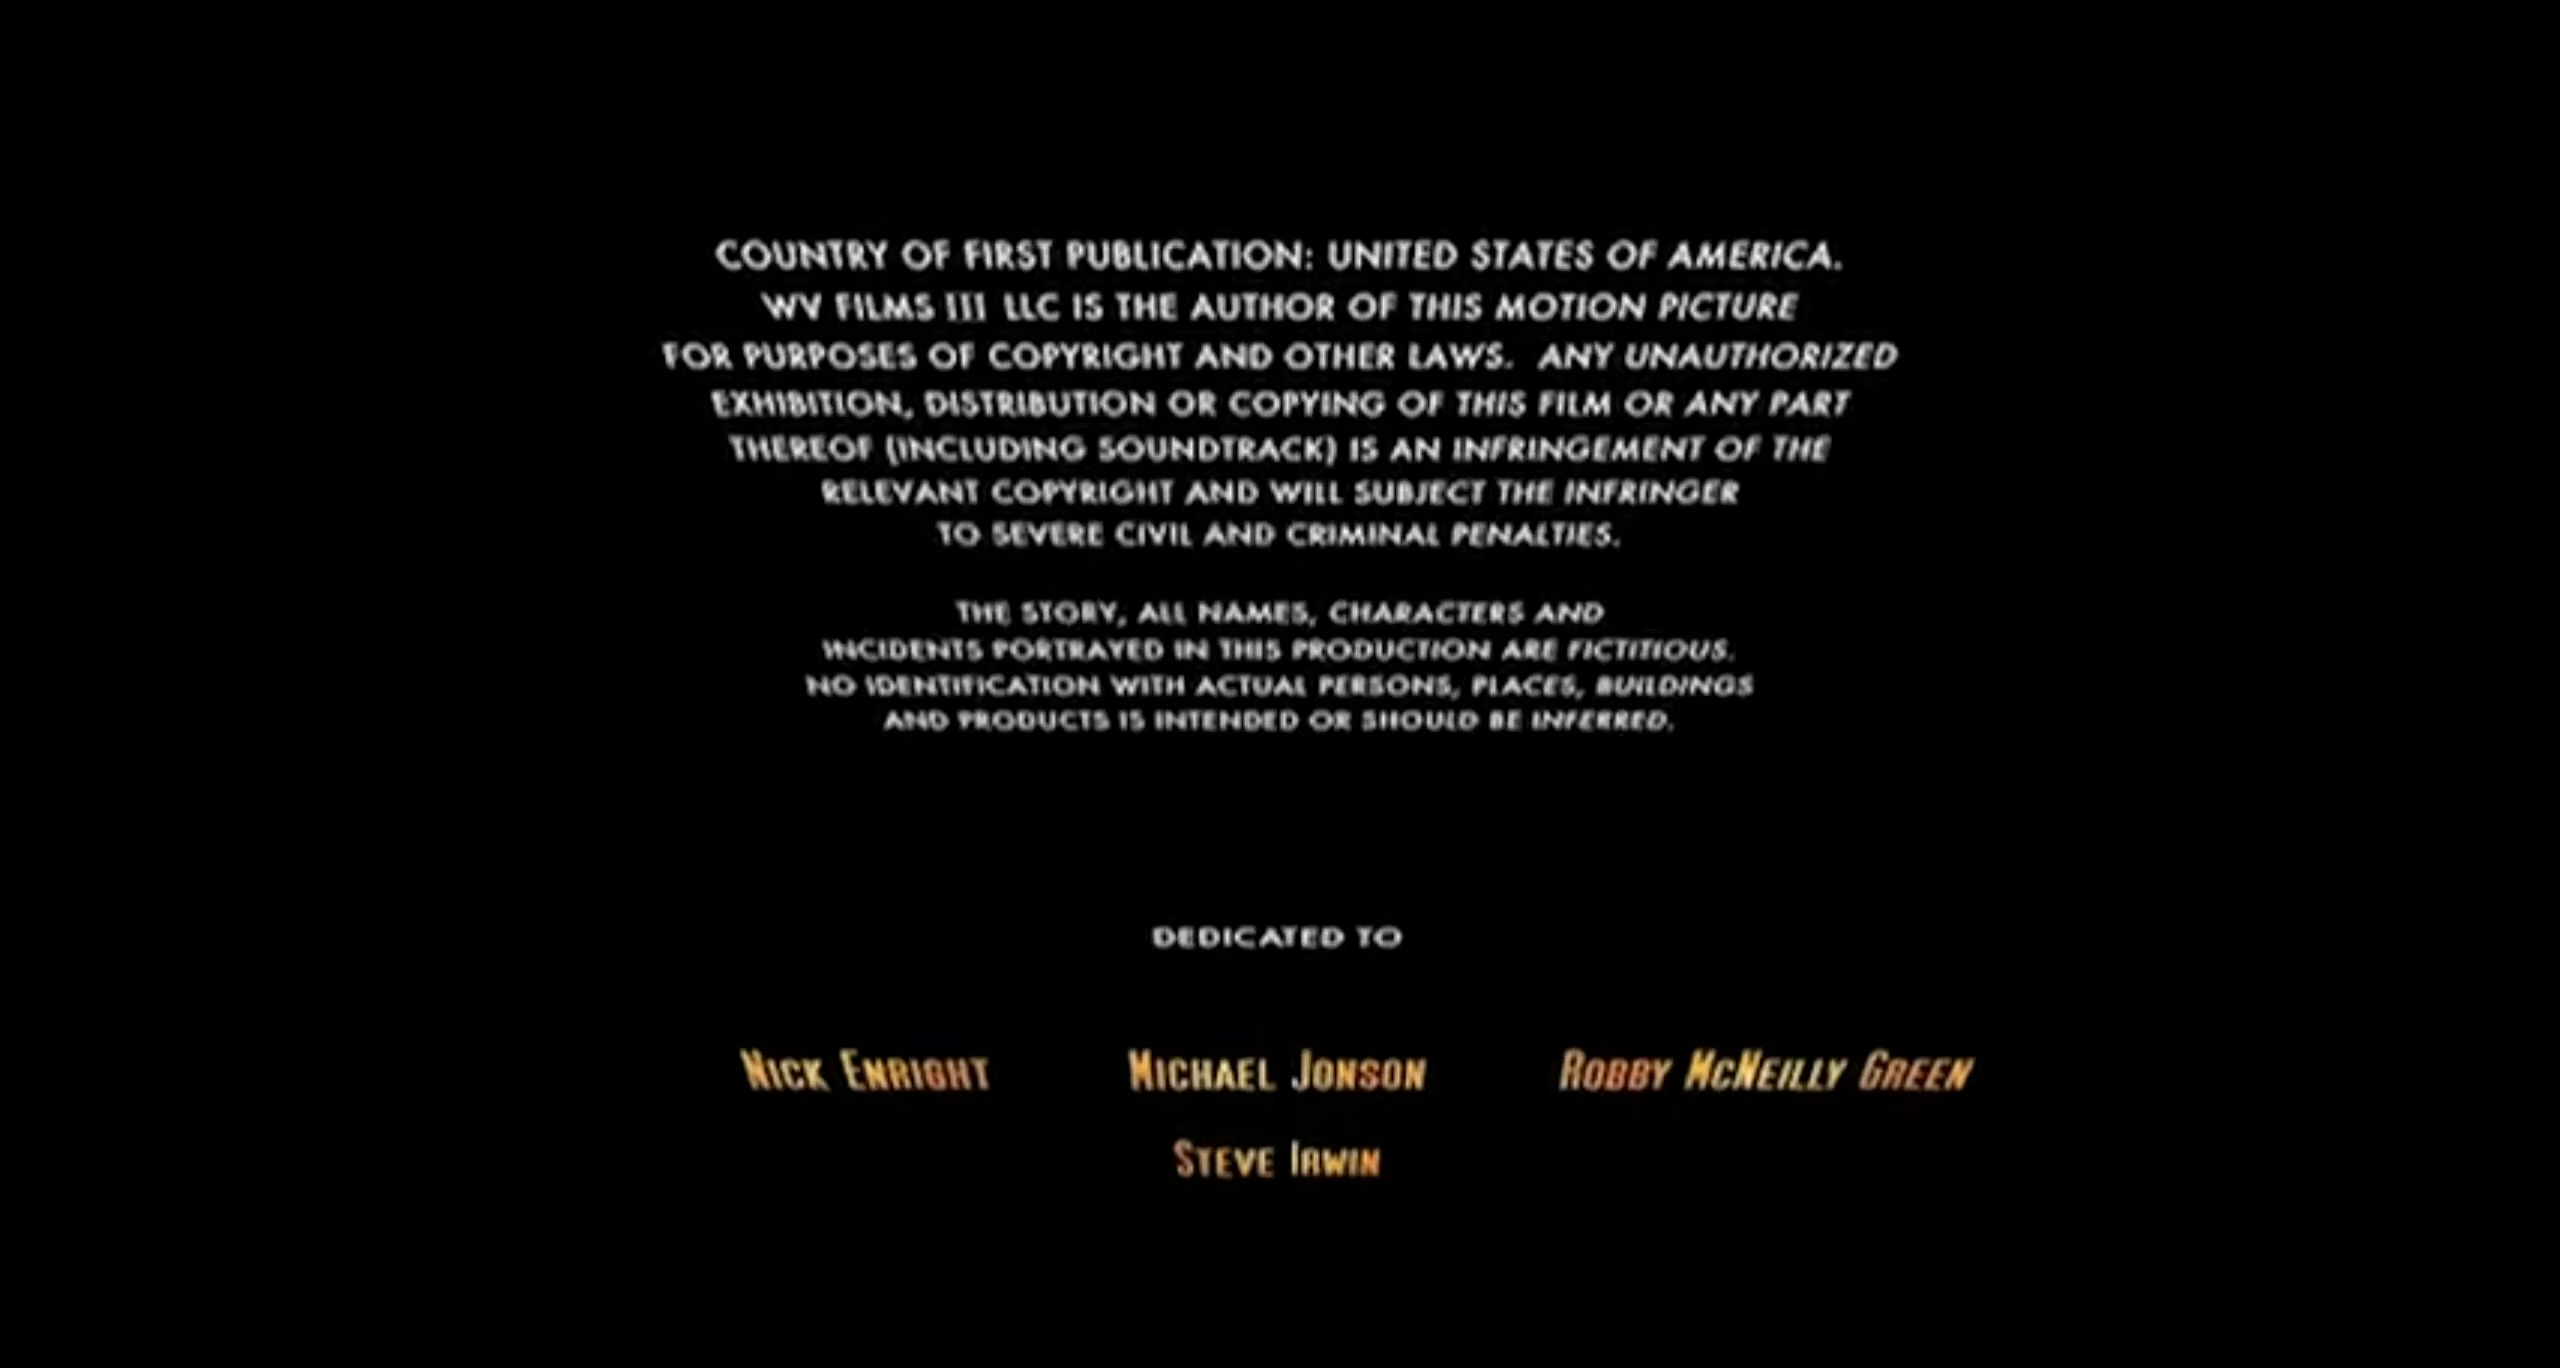 COUNTRY OF FIRST PUBLICATION: UNITED STATES OF AMERICA.
WV FILMS III LLC IS THE AUTHOR OF THIS MOTION PICTURE
FOR PURPOSES OF COPYRIGHT AND OTHER LAWS. ANY UNAUTHORIZED
EXHIBITION, DISTRIBUTION OR COPYING OF THIS FILM OR ANY PART
THEREOF (INCLUDING SOUNDTRACK) IS AN INFRINGEMENT OF THE
RELEVANT COPYRIGHT AND WILL SUBJECT THE INFRINGER
TO SEVERE CIVIL AND CRIMINAL PENALTIES.
THE STORY, ALL NAMES, CHARACTERS AND
INCIDENTS PORTRAYED IN THIS PRODUCTION ARE FICTITIOUS.
NO IDENTIFICATION WITH ACTUAL PERSONS, PLACES, BUILDINGS
AND PRODUCTS IS INTENDED OR SHOULD BE INFERRED.
DEDICATED TO
NICK ENRIGHT MICHAEL JONSON ROBBY MCNEILLY GREEN
STEVE IRWIN